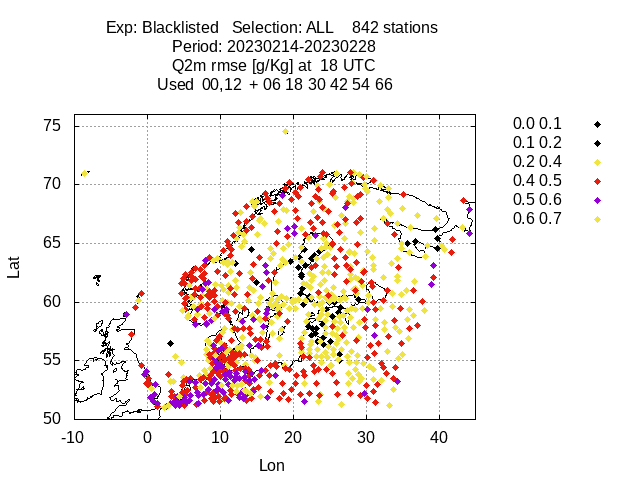 Exp: Blacklisted Selection: ALL 842 stations
Period: 20230214-20230228
Q2m rmse [g/Kg] at 18 UTC
Used 00,12 + 06 18 30 42 54 66
75
70
65
60
55
50
Lat
-10 0 10 20 30 40
Lon
0.0 0.1
0.1 0.2
0.2 0.4
0.4 0.5
0.5 0.6
0.6 0.7